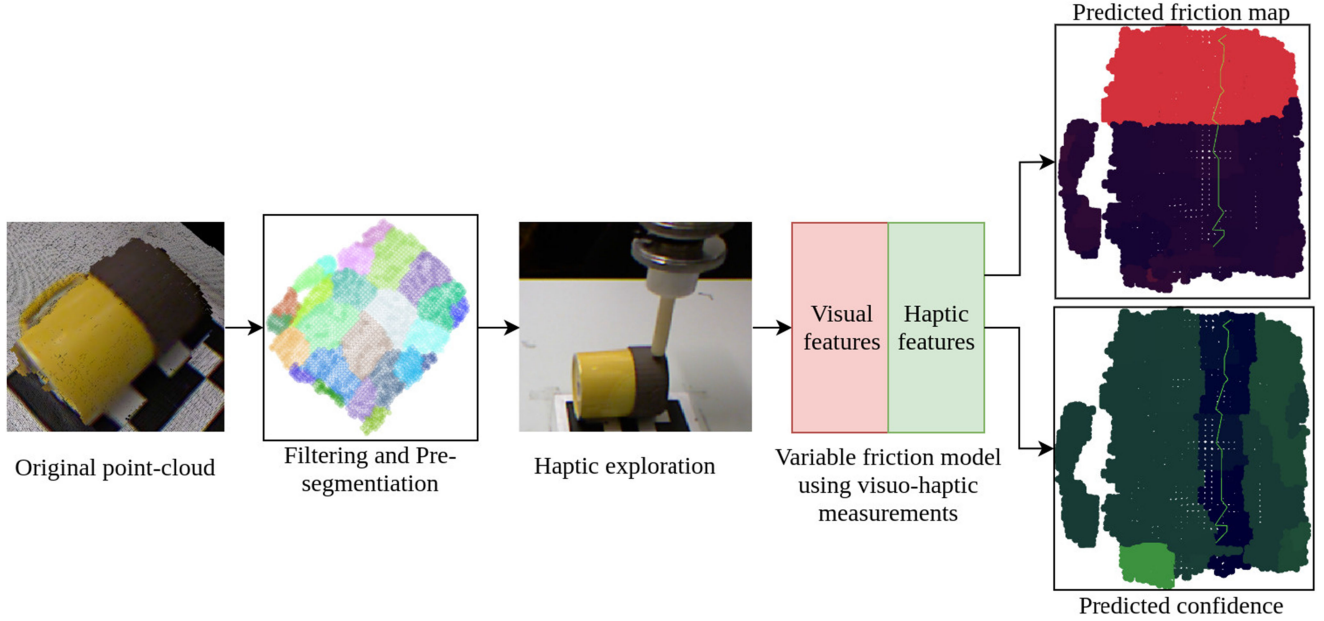 Predicted friction map
Original point-cloud
Filtering and Pre-
segmentiation
Haptic exploration
Visual
features
Haptic
features
Variable friction model
using visuo-haptic
measurements
Predicted confidence